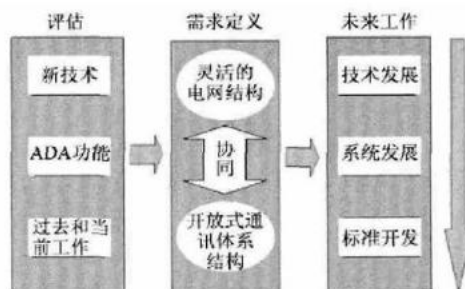 评估
需求定义
未来工作
新技术
ADA功能
过去和当
前工作
灵活的
电网结构
协
同
开放式通
讯体系
结构
技术发展
系统发展
标准开发